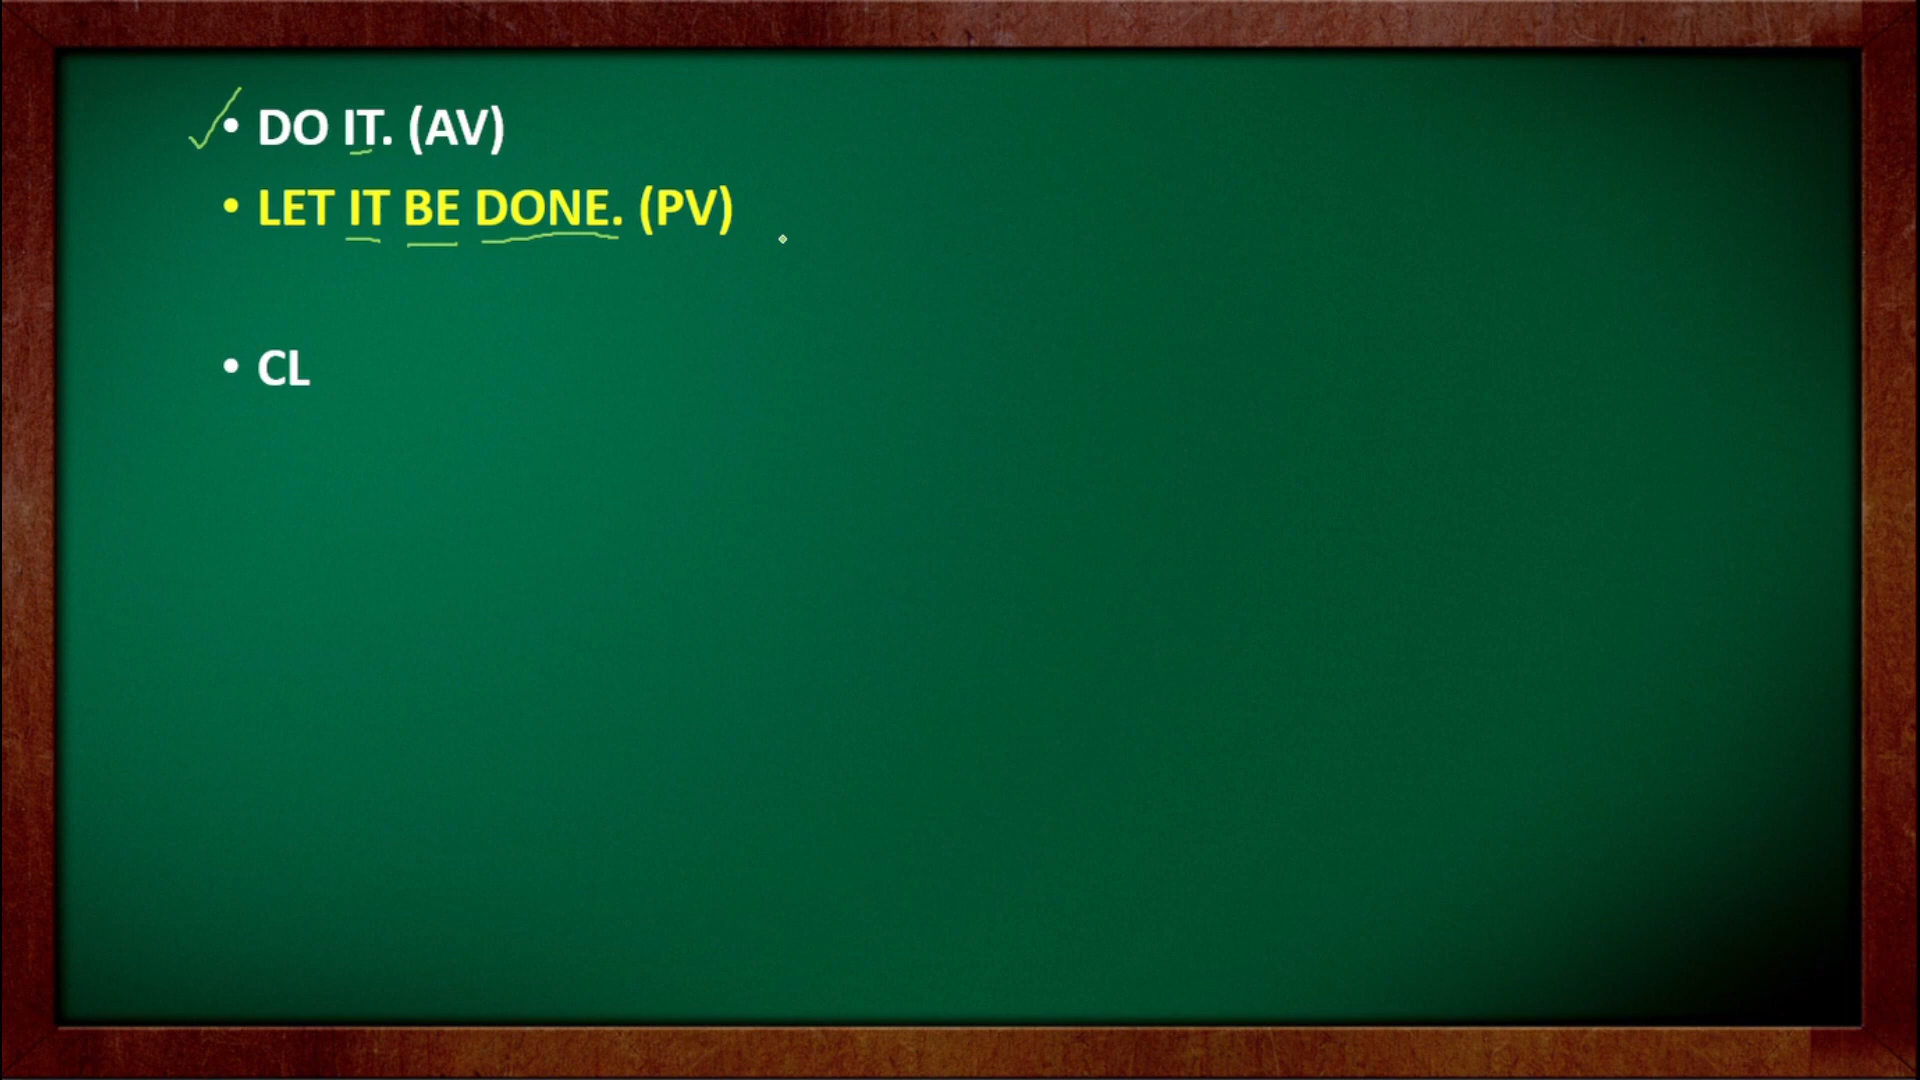 • DO IT. (AV)
• LET IT BE DONE. (PV)
• CL